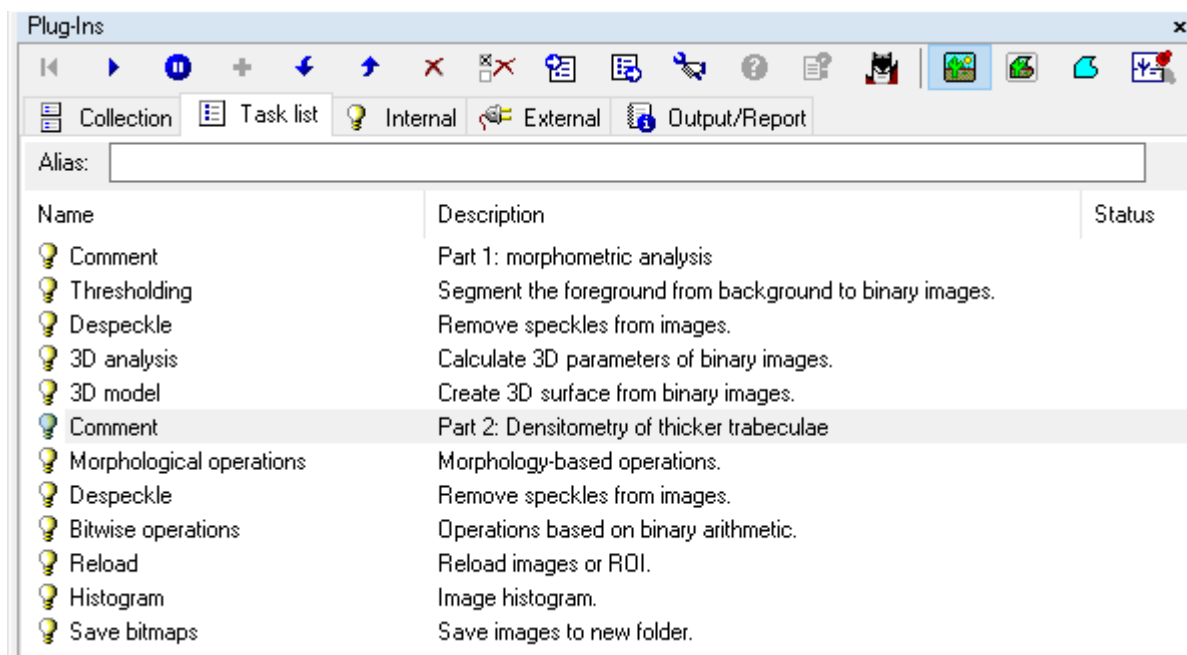 Plug-Ins
Collection Task list Internal External Output/Report
Alias:
Name Description Status
Comment Part 1: morphometric analysis
Thresholding Segment the foreground from background to binary images.
Despeckle Remove speckles from images.
3D analysis Calculate 3D parameters of binary images.
3D model Create 3D surface from binary images.
Comment Part 2: Densitometry of thicker trabeculae
Morphological operations Morphology-based operations.
Despeckle Remove speckles from images.
Bitwise operations Operations based on binary arithmetic.
Reload Reload images or ROI.
Histogram Image histogram.
Save bitmaps Save images to new folder.